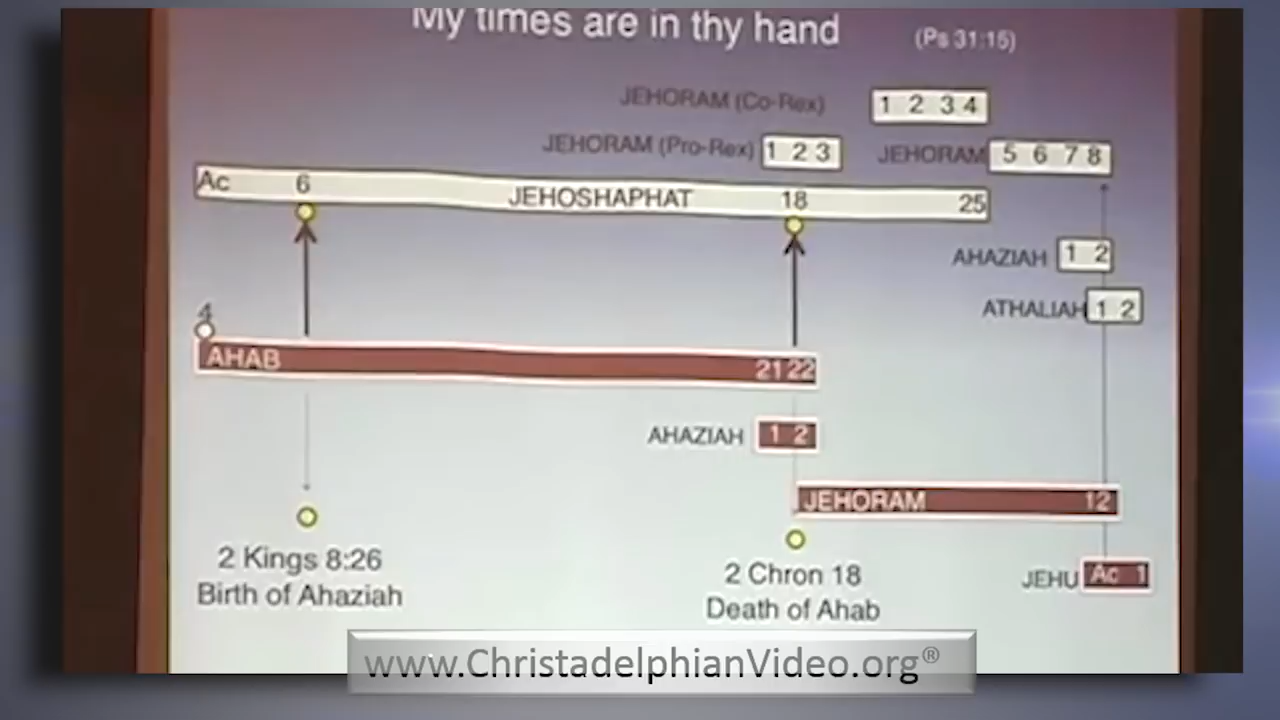 My times are in thy hand (Ps 31:15)
JEHORAM (Co-Rex) 1 2 3 4
JEHORAM (Pro-Rex) 1 2 3 JEHORAM 5 6 7 8
Ac 6 JEHOSHAPHAT 18 25
AHAZIAH 1 2
ATHALIAH 1 2
4
AHAB 21 22
AHAZIAH 1 2
JEHORAM 12
2 Kings 8:26
Birth of Ahaziah
2 Chron 18
Death of Ahab
JEHU Ac 1
www.ChristadelphianVideo.org®